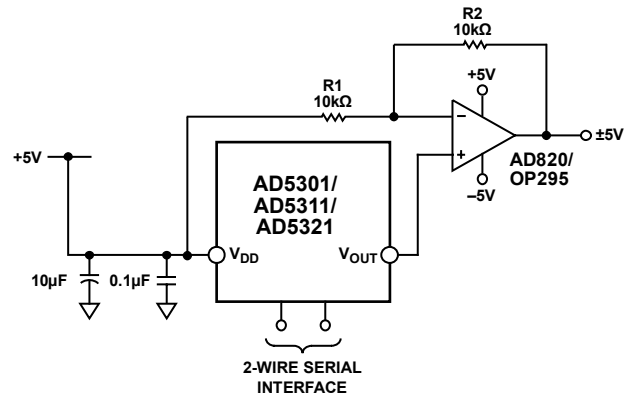 R2
10kΩ
R1
10kΩ
+5V
−
+
±5V
AD820/
OP295
–5V
+5V
AD5301/
AD5311/
AD5321
VDD
VOUT
10µF
0.1µF
2-WIRE SERIAL
INTERFACE